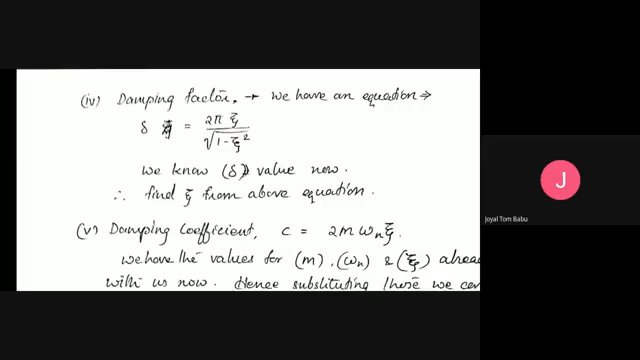 (iv) Damping factor, → we have an equation ⇒
δ = 2πξ / √1-ξ²
we know (δ) value now.
∴ find ξ from above equation.
(v) Damping coefficient, c = 2m ωn ξ
we have the values for (m), (ωn) & (ξ) alrea
with us now. Hence substituting these we can
J
Joyal Tom Babu